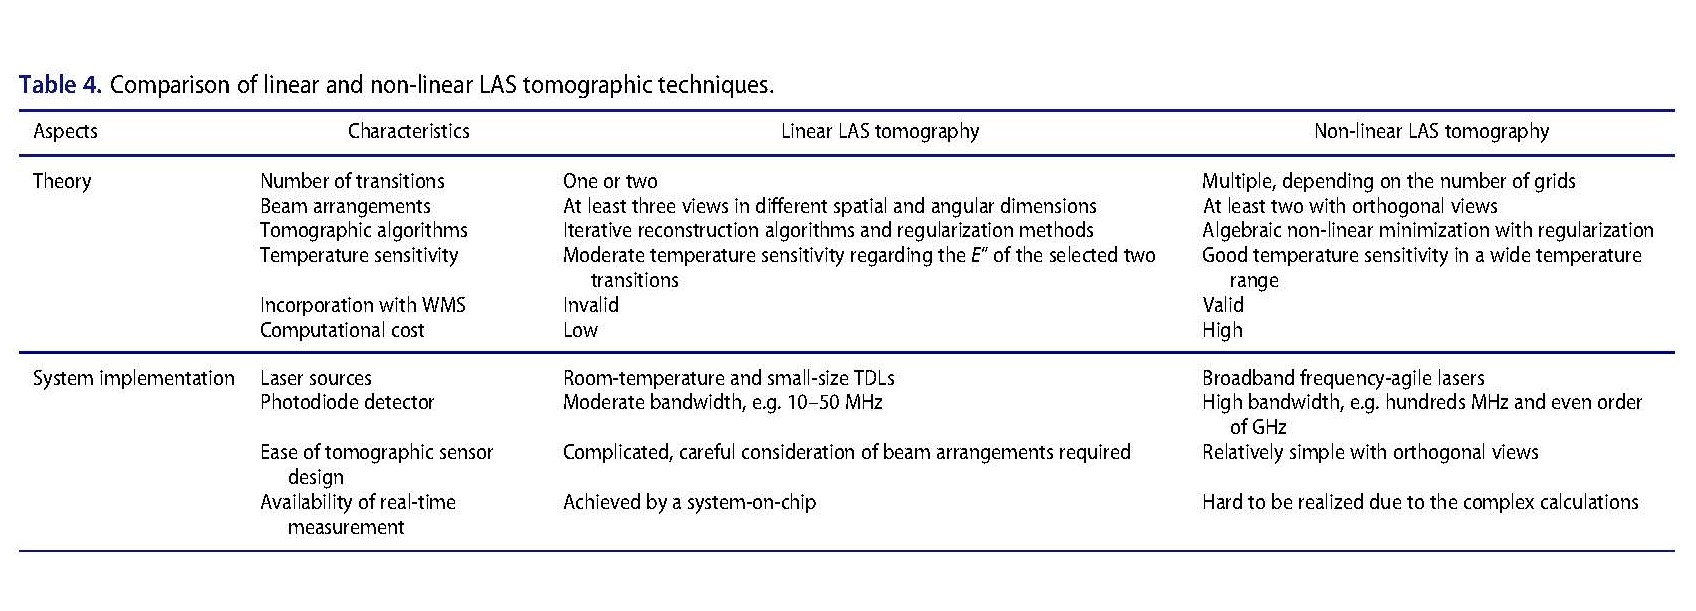 Table 4. Comparison of linear and non-linear LAS tomographic techniques.
Aspects Characteristics Linear LAS tomography Non-linear LAS tomography
Theory Number of transitions One or two Multiple, depending on the number of grids
Beam arrangements At least three views in different spatial and angular dimensions At least two with orthogonal views
Tomographic algorithms Iterative reconstruction algorithms and regularization methods Algebraic non-linear minimization with regularization
Temperature sensitivity Moderate temperature sensitivity regarding the E″ of the selected two Good temperature sensitivity in a wide temperature
transitions range
Incorporation with WMS Invalid Valid
Computational cost Low High
System implementation Laser sources Room-temperature and small-size TDLs Broadband frequency-agile lasers
Photodiode detector Moderate bandwidth, e.g. 10–50 MHz High bandwidth, e.g. hundreds MHz and even order
of GHz
Ease of tomographic sensor Complicated, careful consideration of beam arrangements required Relatively simple with orthogonal views
design
Availability of real-time Achieved by a system-on-chip Hard to be realized due to the complex calculations
measurement